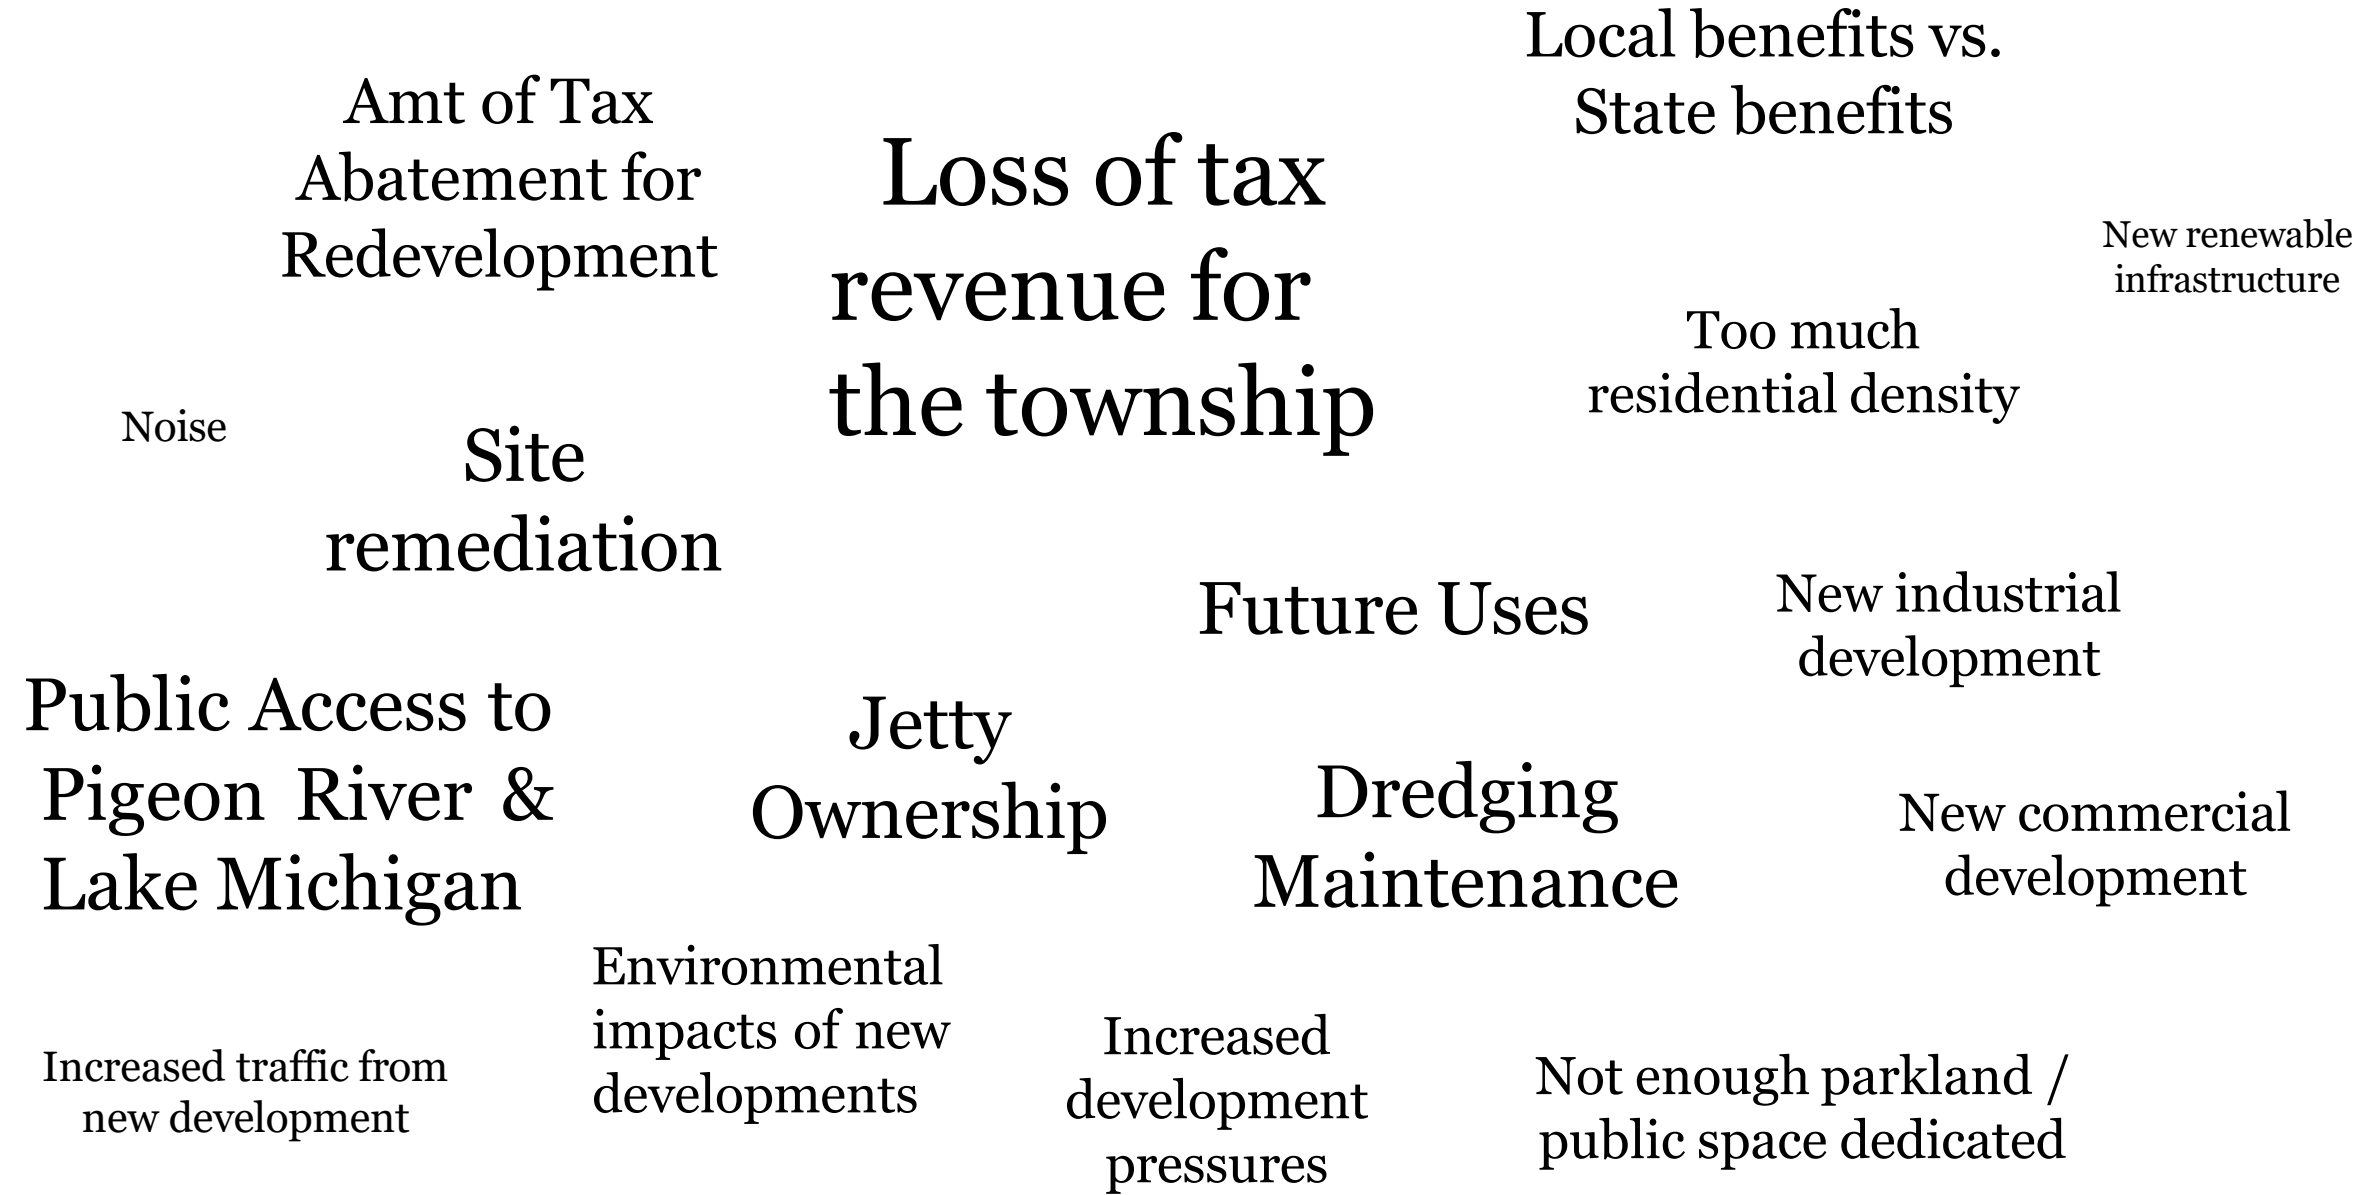 Local benefits vs.
State benefits
Amt of Tax
Abatement for
Redevelopment
Loss of tax
revenue for
the township
New renewable
infrastructure
Too much
residential density
Noise
Site
remediation
Future Uses
New industrial
development
Public Access to
Pigeon River &
Lake Michigan
Jetty
Ownership
Dredging
Maintenance
New commercial
development
Environmental
impacts of new
developments
Increased traffic from
new development
Increased
development
pressures
Not enough parkland /
public space dedicated